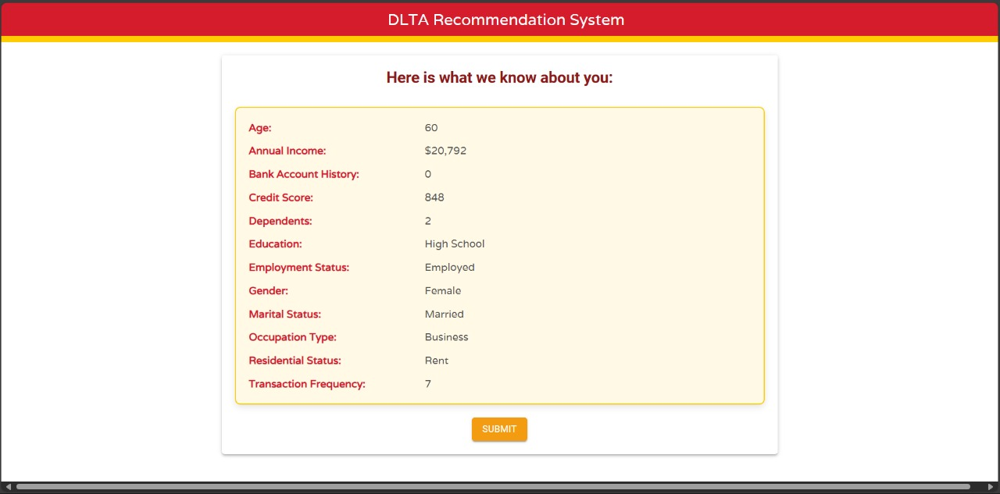 DLTA Recommendation System
Here is what we know about you:
Age: 60
Annual Income: $20,792
Bank Account History: 0
Credit Score: 848
Dependents: 2
Education: High School
Employment Status: Employed
Gender: Female
Marital Status: Married
Occupation Type: Business
Residential Status: Rent
Transaction Frequency: 7
SUBMIT